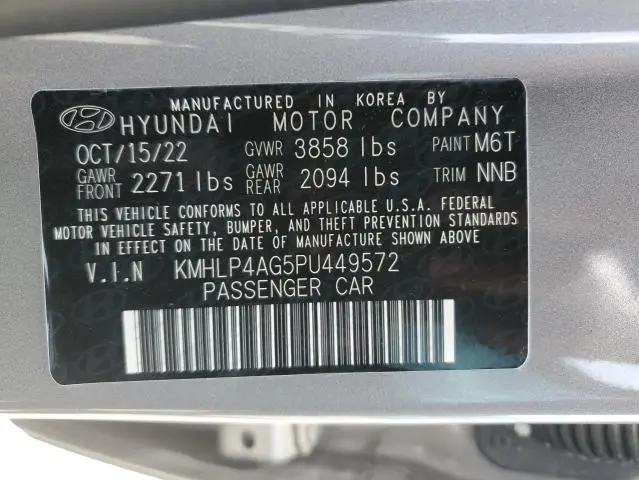 MANUFACTURED IN KOREA BY
HYUNDAI MOTOR COMPANY
OCT/15/22 GVWR 3858 lbs PAINT M6T
GAWR FRONT 2271 lbs GAWR REAR 2094 lbs TRIM NNB
THIS VEHICLE CONFORMS TO ALL APPLICABLE U.S.A. FEDERAL
MOTOR VEHICLE SAFETY, BUMPER, AND THEFT PREVENTION STANDARDS
IN EFFECT ON THE DATE OF MANUFACTURE SHOWN ABOVE.
V.I.N KMHLP4AG5PU449572
PASSENGER CAR